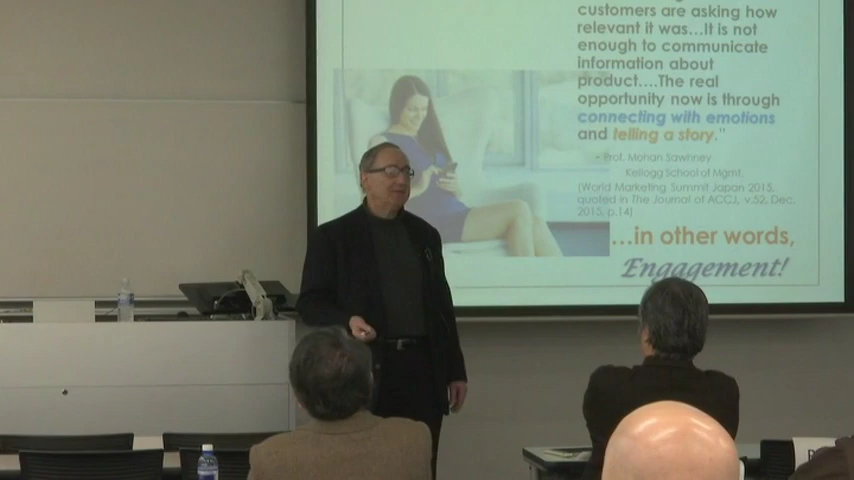 customers are asking how
relevant it was…It is not
enough to communicate
information about
product….The real
opportunity now is through
connecting with emotions
and telling a story."
- Prof. Mohan Sawhney
Kellogg School of Mgmt.
(World Marketing Summit Japan 2015,
quoted in The Journal of ACCJ, v.52, Dec.
2015, p.14)
…in other words,
Engagement!